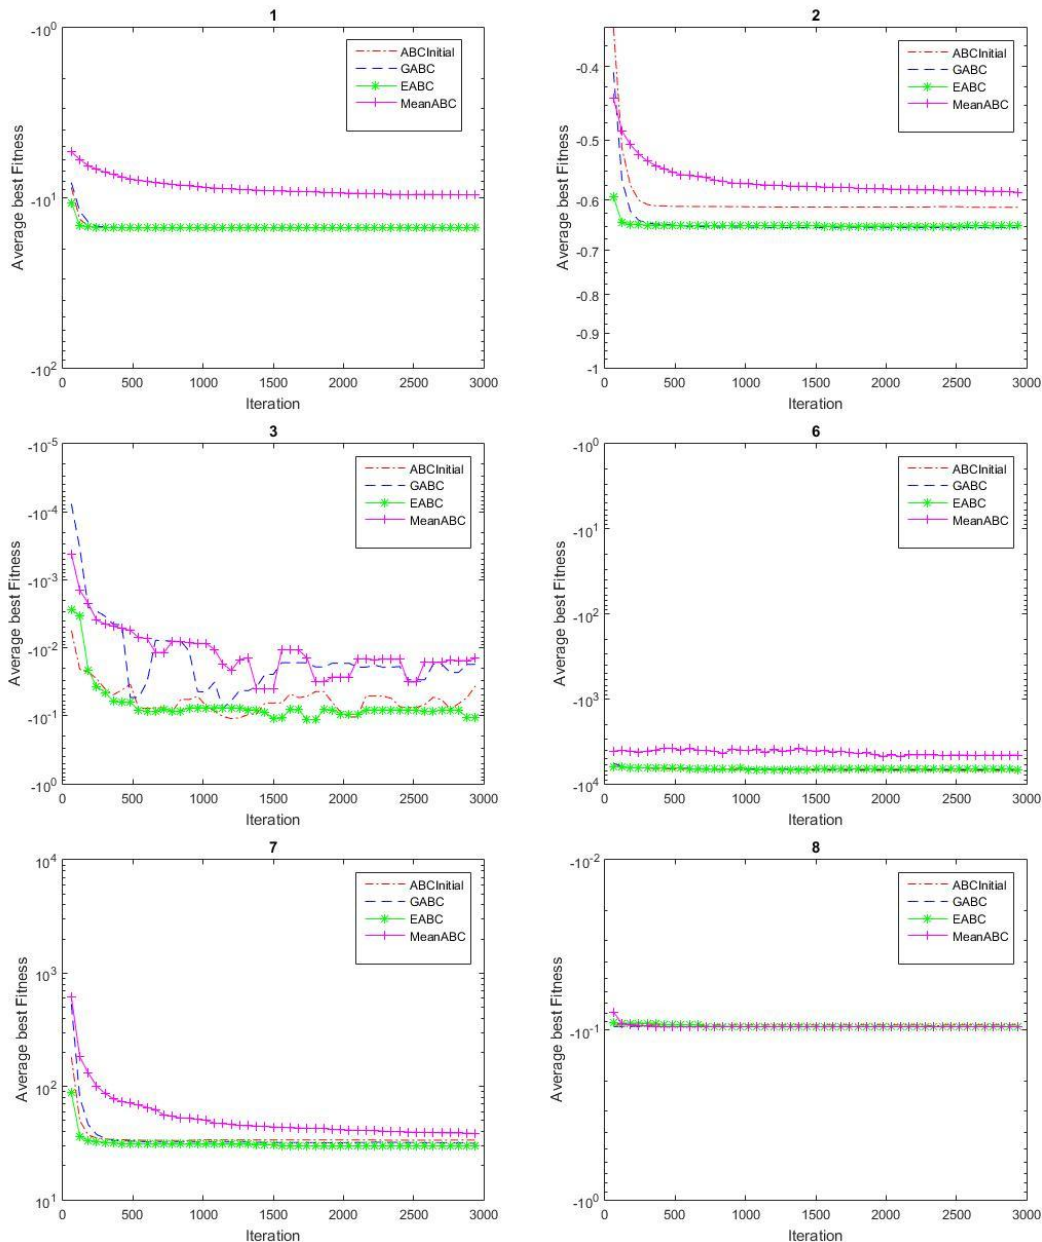 1
-10^0
-10^1
-10^2
Average best Fitness
0 500 1000 1500 2000 2500 3000
Iteration
ABCInitial
GABC
EABC
MeanABC
2
-0.4
-0.5
-0.6
-0.7
-0.8
-0.9
-1
Average best Fitness
0 500 1000 1500 2000 2500 3000
Iteration
ABCInitial
GABC
EABC
MeanABC
3
-10^-5
-10^-4
-10^-3
-10^-2
-10^-1
-10^0
Average best Fitness
0 500 1000 1500 2000 2500 3000
Iteration
ABCInitial
GABC
EABC
MeanABC
6
-10^0
-10^1
-10^2
-10^3
-10^4
Average best Fitness
0 500 1000 1500 2000 2500 3000
Iteration
ABCInitial
GABC
EABC
MeanABC
7
10^4
10^3
10^2
10^1
Average best Fitness
0 500 1000 1500 2000 2500 3000
Iteration
ABCInitial
GABC
EABC
MeanABC
8
-10^-2
-10^-1
-10^0
Average best Fitness
0 500 1000 1500 2000 2500 3000
Iteration
ABCInitial
GABC
EABC
MeanABC